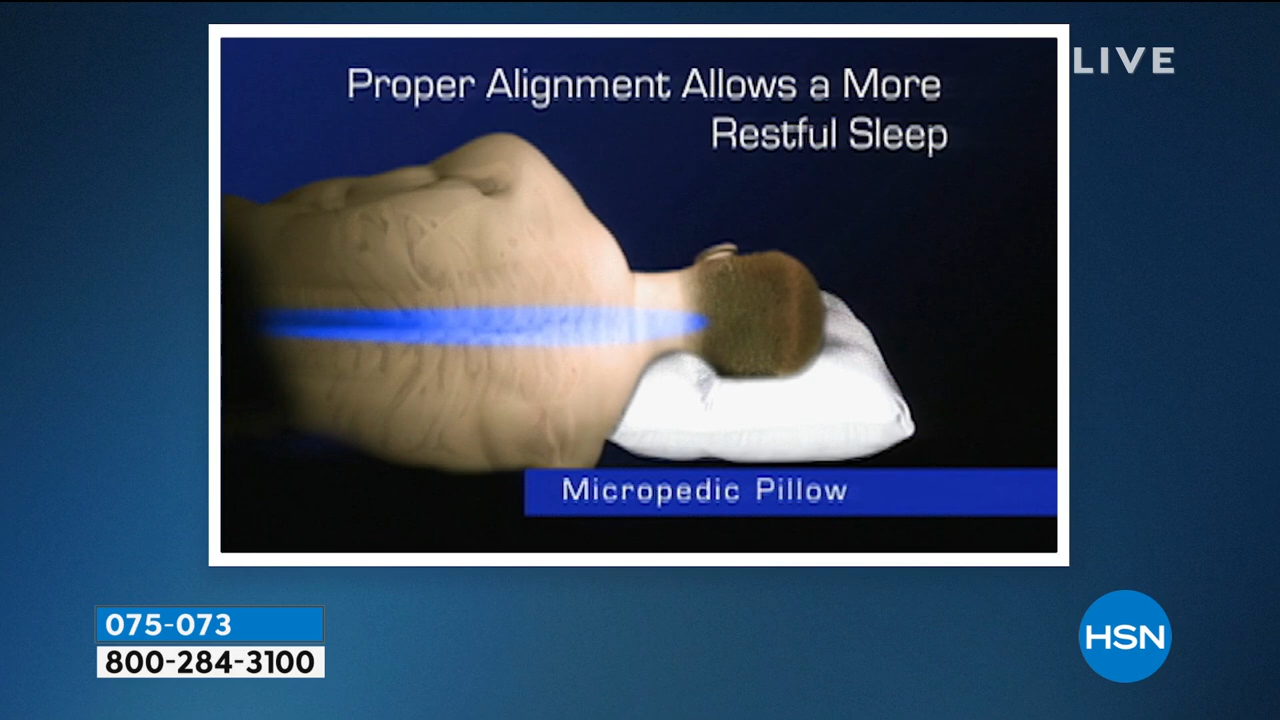 LIVE
Proper Alignment Allows a More
Restful Sleep
Micropedic Pillow
075-073
800-284-3100
HSN